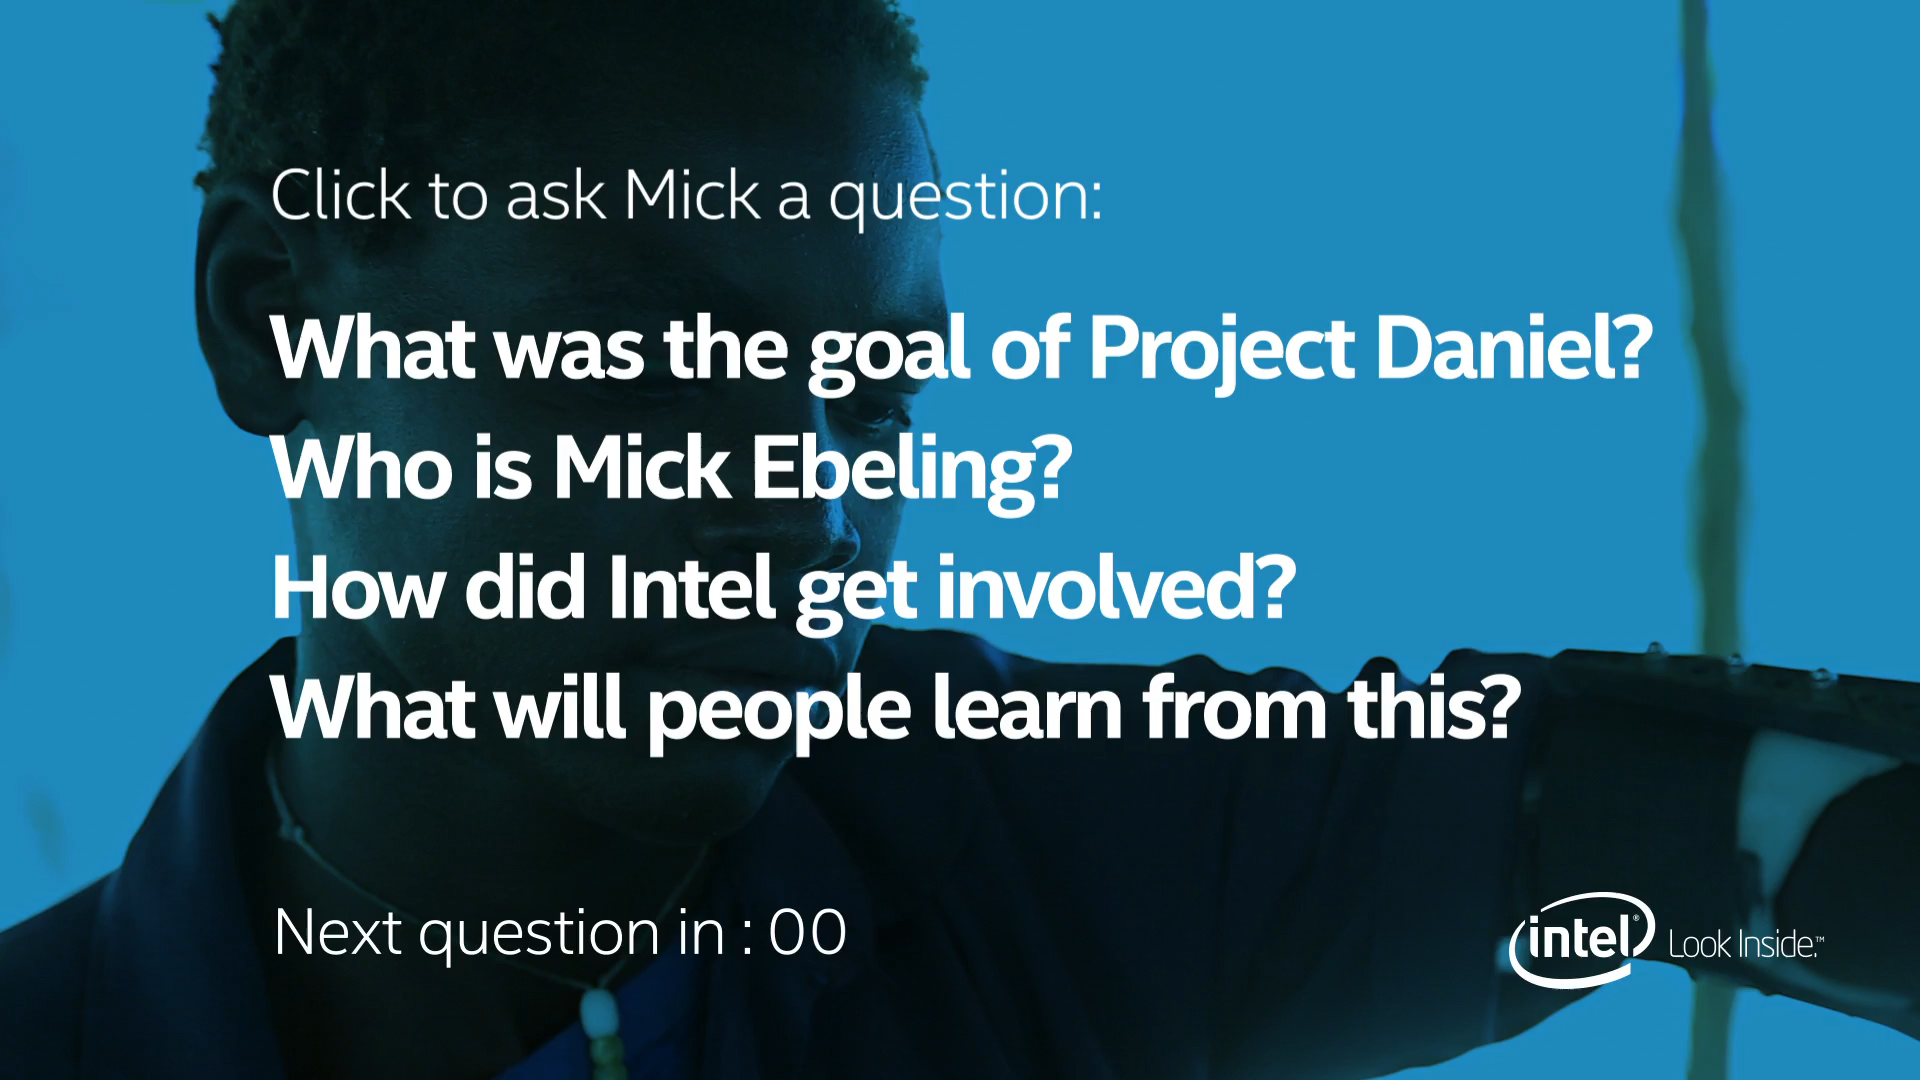 Click to ask Mick a question:
What was the goal of Project Daniel?
Who is Mick Ebeling?
How did Intel get involved?
What will people learn from this?
Next question in : 00
intel® Look Inside.™